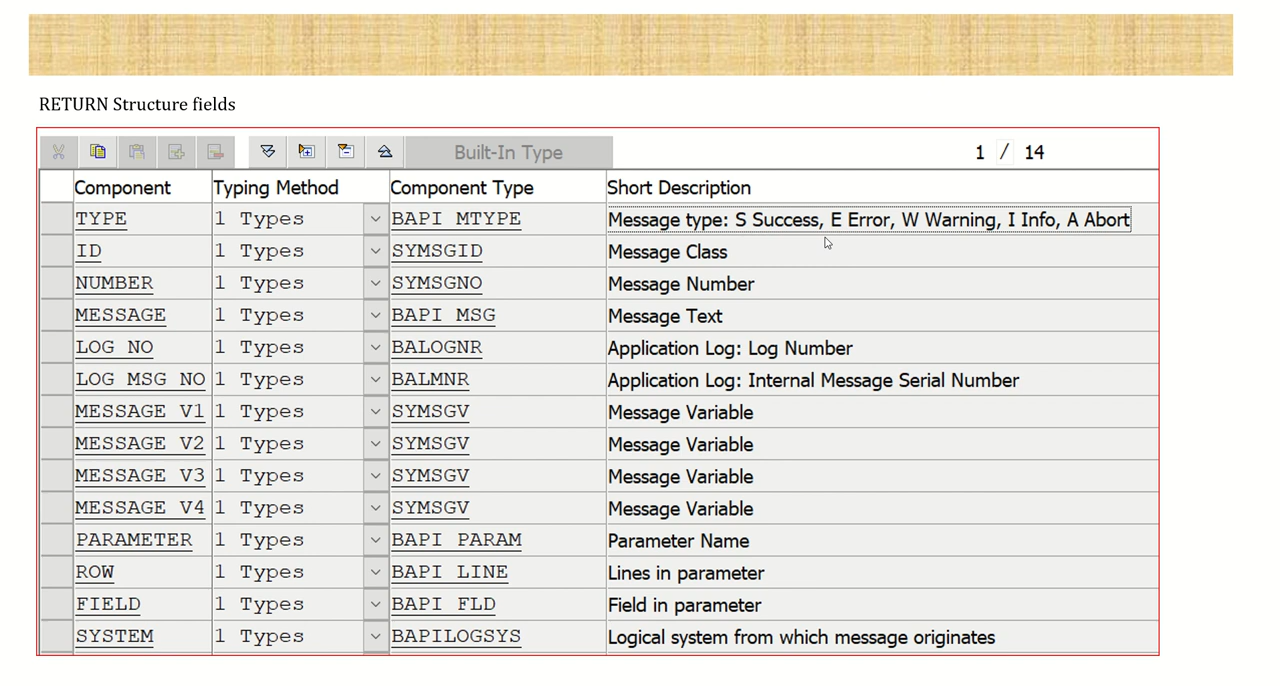 RETURN Structure fields
Built-In Type 1 / 14
Component Typing Method Component Type Short Description
TYPE 1 Types BAPI_MTYPE Message type: S Success, E Error, W Warning, I Info, A Abort
ID 1 Types SYMSGID Message Class
NUMBER 1 Types SYMSGNO Message Number
MESSAGE 1 Types BAPI_MSG Message Text
LOG_NO 1 Types BALOGNR Application Log: Log Number
LOG_MSG_NO 1 Types BALMNR Application Log: Internal Message Serial Number
MESSAGE_V1 1 Types SYMSGV Message Variable
MESSAGE_V2 1 Types SYMSGV Message Variable
MESSAGE_V3 1 Types SYMSGV Message Variable
MESSAGE_V4 1 Types SYMSGV Message Variable
PARAMETER 1 Types BAPI_PARAM Parameter Name
ROW 1 Types BAPI_LINE Lines in parameter
FIELD 1 Types BAPI_FLD Field in parameter
SYSTEM 1 Types BAPILOGSYS Logical system from which message originates